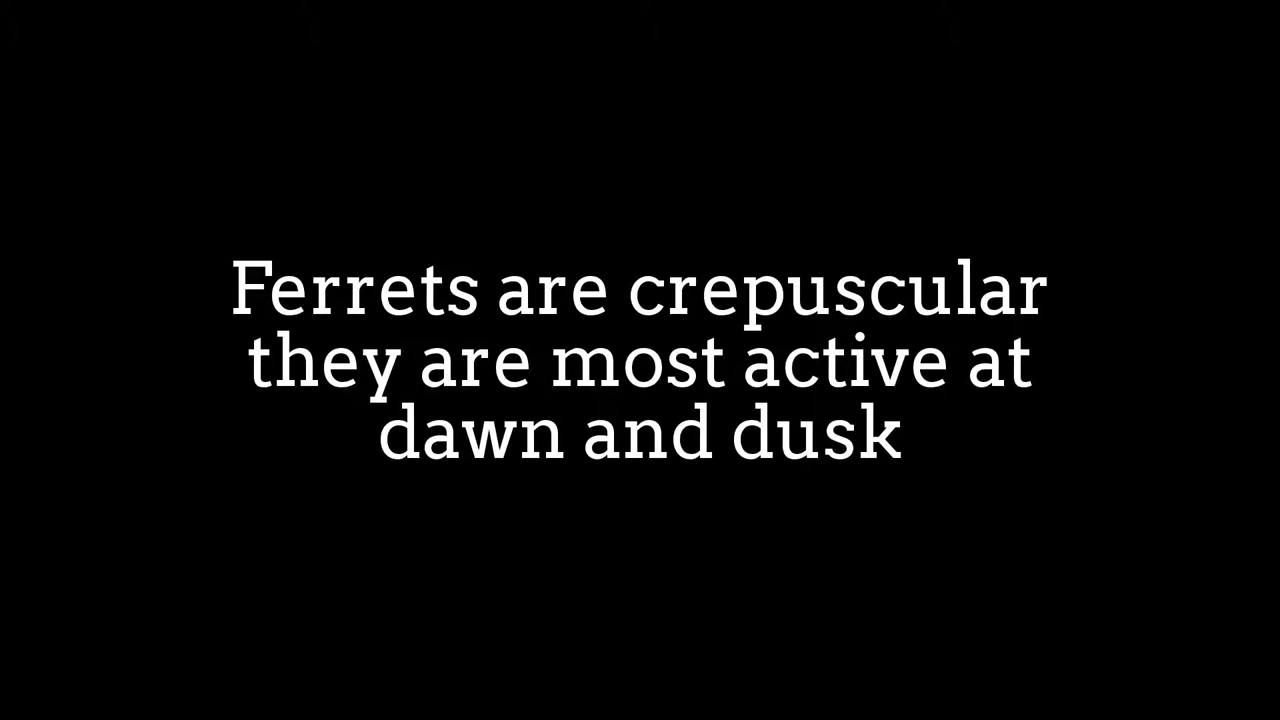 Ferrets are crepuscular
they are most active at
dawn and dusk